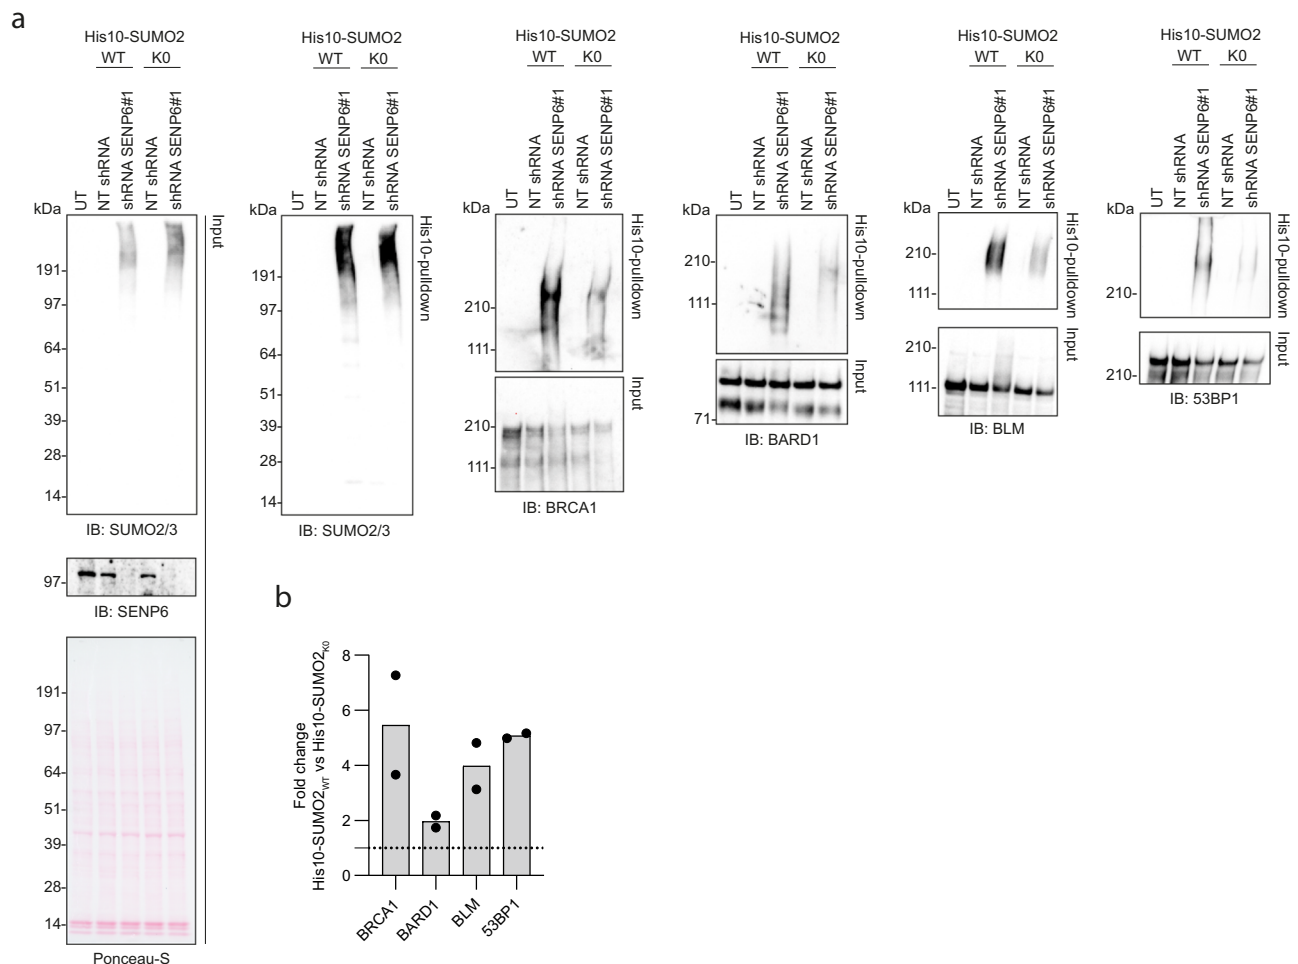 a
His10-SUMO2
WT K0
UT
NT shRNA
shRNA SENP6#1
NT shRNA
shRNA SENP6#1
kDa
191-
97-
64-
51-
39-
28-
14-
Input
IB: SUMO2/3
97-
IB: SENP6
191-
97-
64-
51-
39-
28-
14-
Ponceau-S
His10-SUMO2
WT K0
UT
NT shRNA
shRNA SENP6#1
NT shRNA
shRNA SENP6#1
kDa
191-
97-
64-
51-
39-
28-
14-
His10-pulldown
IB: SUMO2/3
His10-SUMO2
WT K0
UT
NT shRNA
shRNA SENP6#1
NT shRNA
shRNA SENP6#1
kDa
210-
111-
His10-pulldown
210-
111-
Input
IB: BRCA1
His10-SUMO2
WT K0
UT
NT shRNA
shRNA SENP6#1
NT shRNA
shRNA SENP6#1
kDa
210-
111-
His10-pulldown
71-
Input
IB: BARD1
His10-SUMO2
WT K0
UT
NT shRNA
shRNA SENP6#1
NT shRNA
shRNA SENP6#1
kDa
210-
111-
His10-pulldown
210-
111-
Input
IB: BLM
His10-SUMO2
WT K0
UT
NT shRNA
shRNA SENP6#1
NT shRNA
shRNA SENP6#1
kDa
210-
His10-pulldown
210-
Input
IB: 53BP1
b
Fold change
His10-SUMO2WT vs His10-SUMO2K0
8
6
4
2
0
BRCA1
BARD1
BLM
53BP1